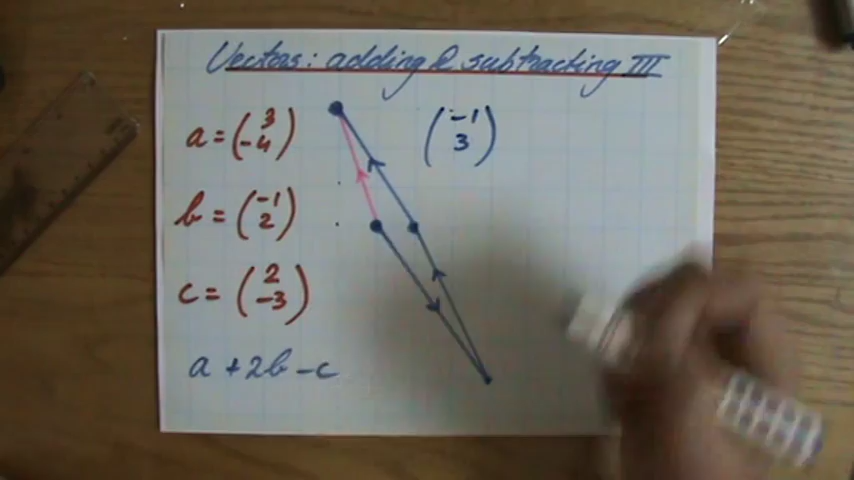 Vectors: adding & subtracting III
a = (3 -4)
(-1 3)
b = (-1 2)
c = (2 -3)
a + 2b - c